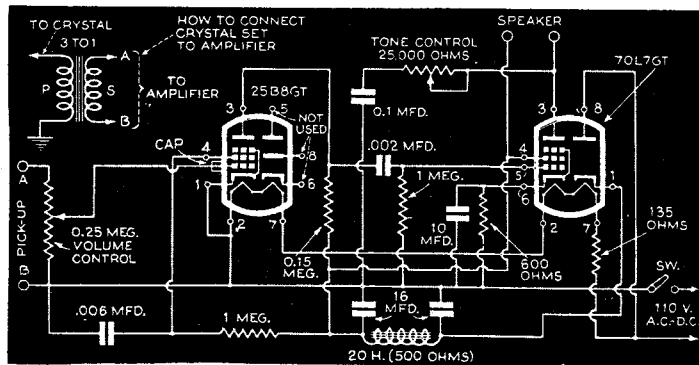 TO CRYSTAL
3 TO 1
P
S
A
B
HOW TO CONNECT
CRYSTAL SET
TO AMPLIFIER
TO
AMPLIFIER
25B8GT
3
5
NOT
USED
4
CAP
8
1
6
2
7
A
PICK-UP
B
0.25 MEG.
VOLUME
CONTROL
.006 MFD.
1 MEG.
0.15
MEG.
TONE CONTROL
25,000 OHMS
0.1 MFD.
.002 MFD.
1 MEG.
10
MFD.
600
OHMS
16
MFD.
20 H. (500 OHMS)
SPEAKER
70L7GT
3
8
4
5
6
1
2
7
135
OHMS
SW.
110 V.
A.C.-D.C.